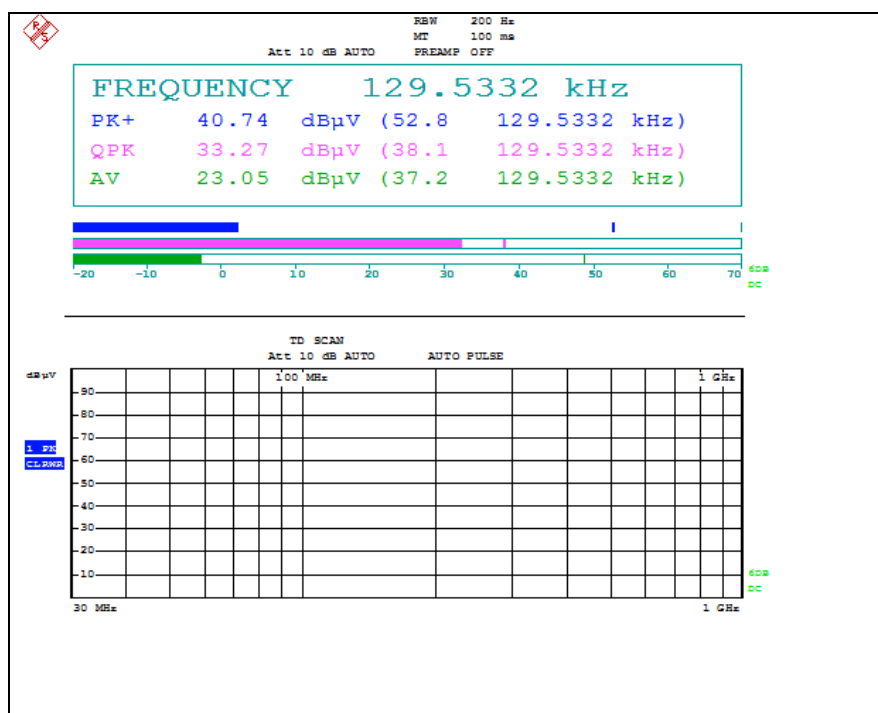 R S
RBW 200 Hz
MT 100 ms
Att 10 dB AUTO PREAMP OFF
FREQUENCY 129.5332 kHz
PK+ 40.74 dBµV (52.8 129.5332 kHz)
QPK 33.27 dBµV (38.1 129.5332 kHz)
AV 23.05 dBµV (37.2 129.5332 kHz)
-20 -10 0 10 20 30 40 50 60 70
6DB
DC
TD SCAN
Att 10 dB AUTO AUTO PULSE
dBµV
100 MHz 1 GHz
90
80
70
1 PK
CLRWR
60
50
40
30
20
10
6DB
DC
30 MHz 1 GHz